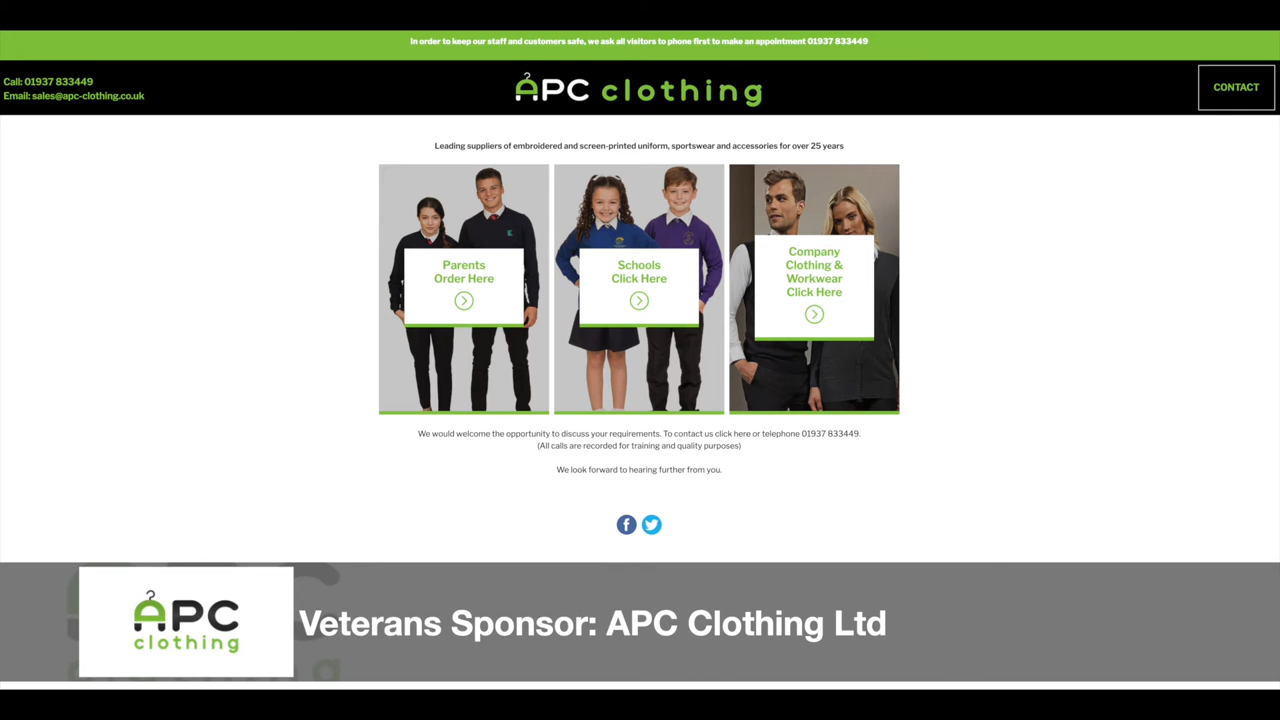 In order to keep our staff and customers safe, we ask all visitors to phone first to make an appointment 01937 833449
Call: 01937 833449
Email: sales@apc-clothing.co.uk
APC clothing
CONTACT
Leading suppliers of embroidered and screen-printed uniform, sportswear and accessories for over 25 years
Parents
Order Here
Schools
Click Here
Company
Clothing &
Workwear
Click Here
We would welcome the opportunity to discuss your requirements. To contact us click here or telephone 01937 833449.
(All calls are recorded for training and quality purposes)
We look forward to hearing further from you.
APC
clothing
Veterans Sponsor: APC Clothing Ltd